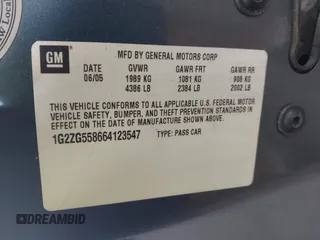 W Local
GM
MFD BY GENERAL MOTORS CORP
DATE GVWR GAWR FRT GAWR RR
06/05 1989 KG 1081 KG 908 KG
4386 LB 2384 LB 2002 LB
THIS VEHICLE CONFORMS TO ALL APPLICABLE U.S. FEDERAL MOTOR
VEHICLE SAFETY, BUMPER, AND THEFT PREVENTION STANDARDS
IN EFFECT ON THE DATE OF MANUFACTURE SHOWN ABOVE.
1G2ZG558664123547 TYPE: PASS CAR
DREAMBID